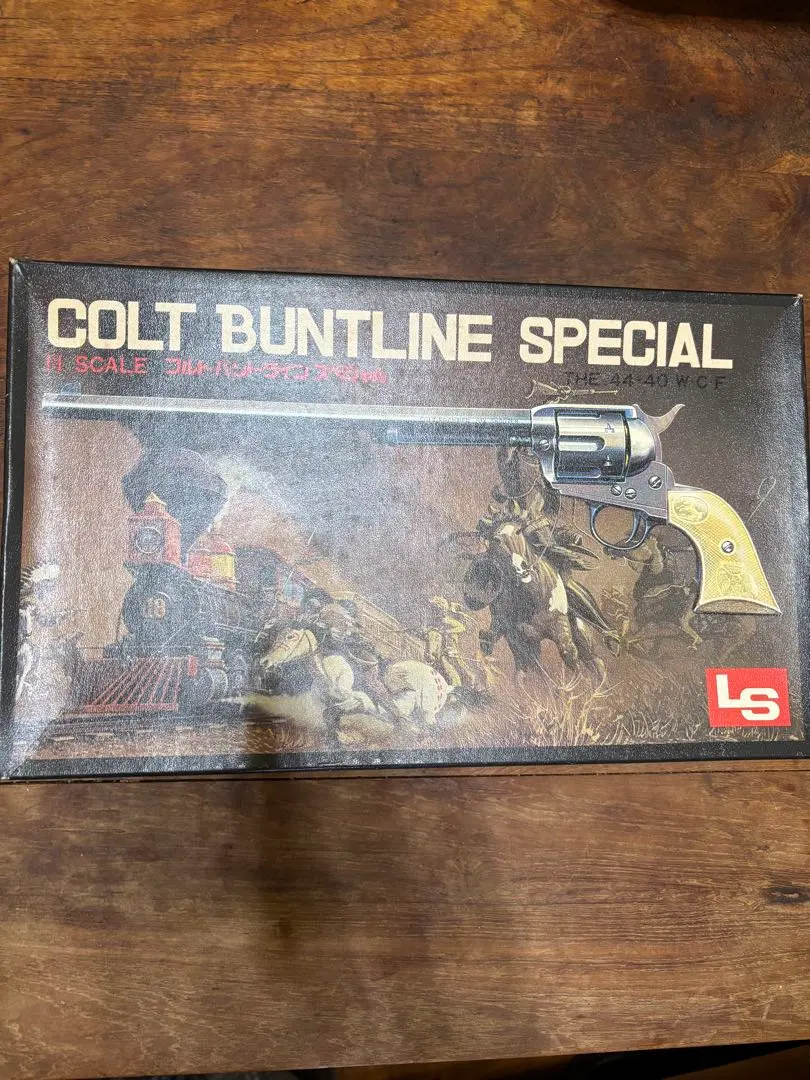 COLT BUNTLINE SPECIAL
1/1 SCALE コルト・バントライン スペシャル
THE 44-40 W·C·F
LS